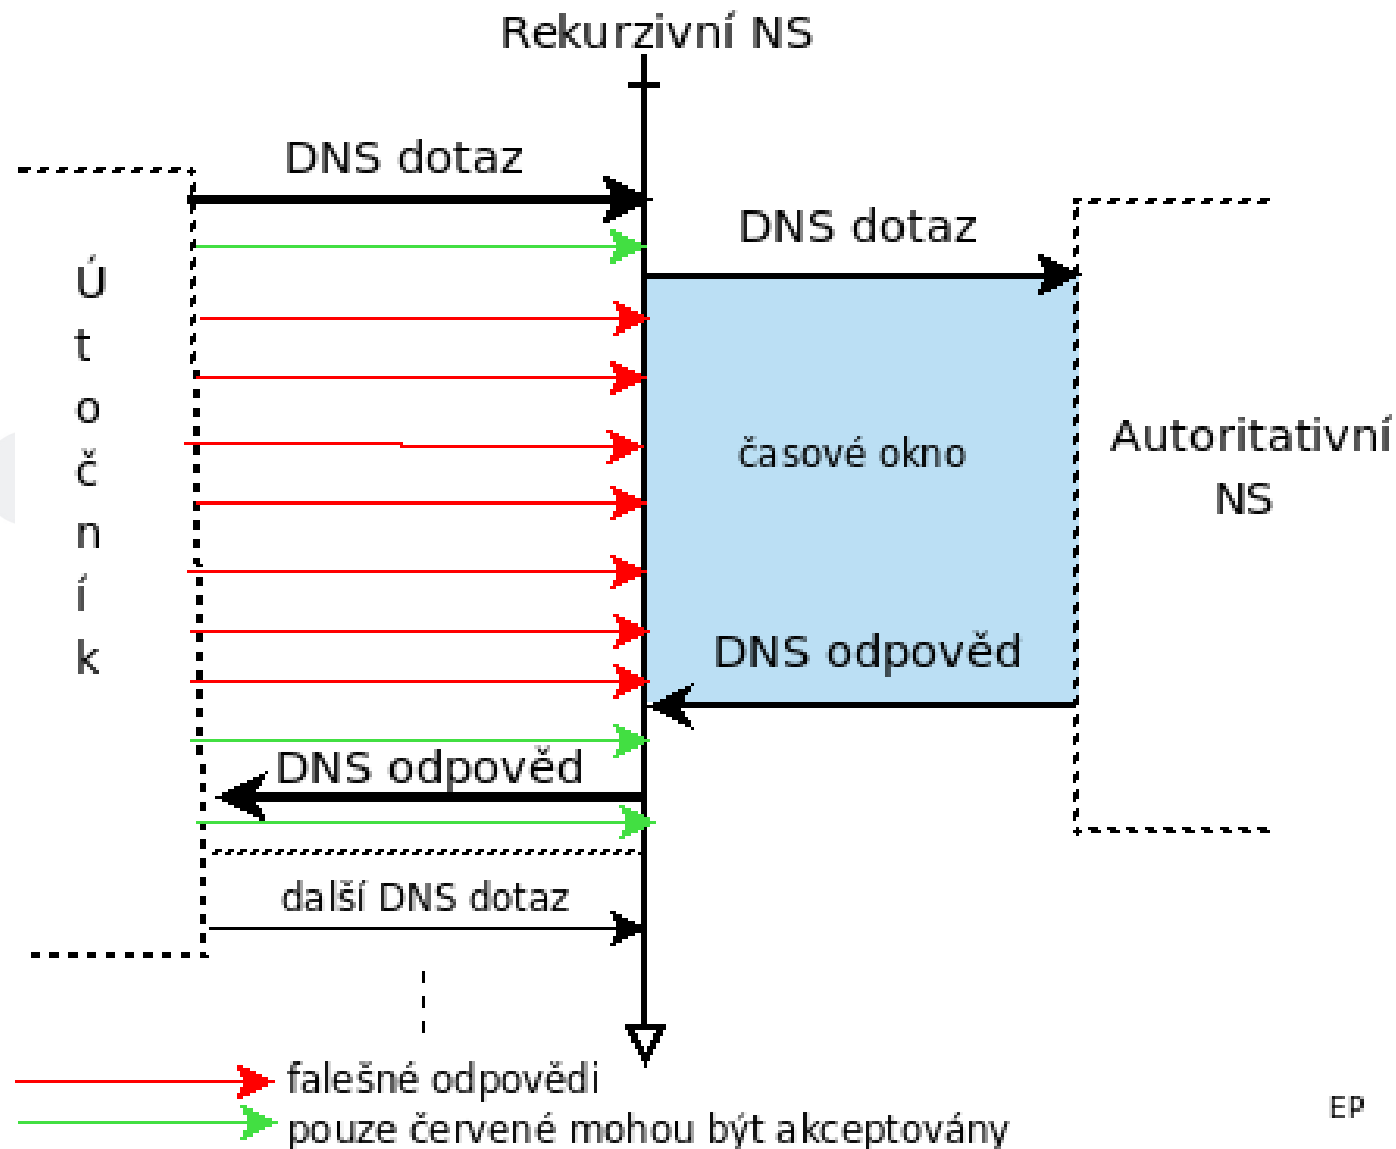 Rekurzivní NS
DNS dotaz
DNS dotaz
Útočník
časové okno
Autoritativní
NS
DNS odpověd
DNS odpověd
další DNS dotaz
falešné odpovědi
pouze červené mohou být akceptovány
EP